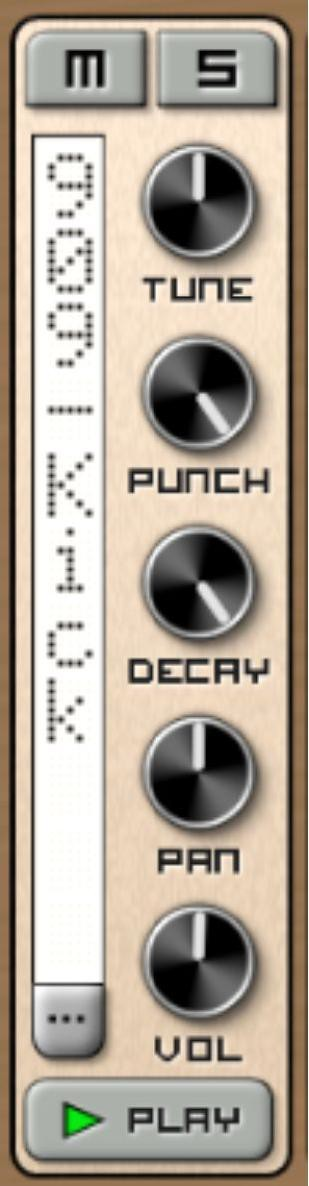 M S
909 - Kick
TUNE
PUNCH
DECAY
PAN
VOL
...
PLAY